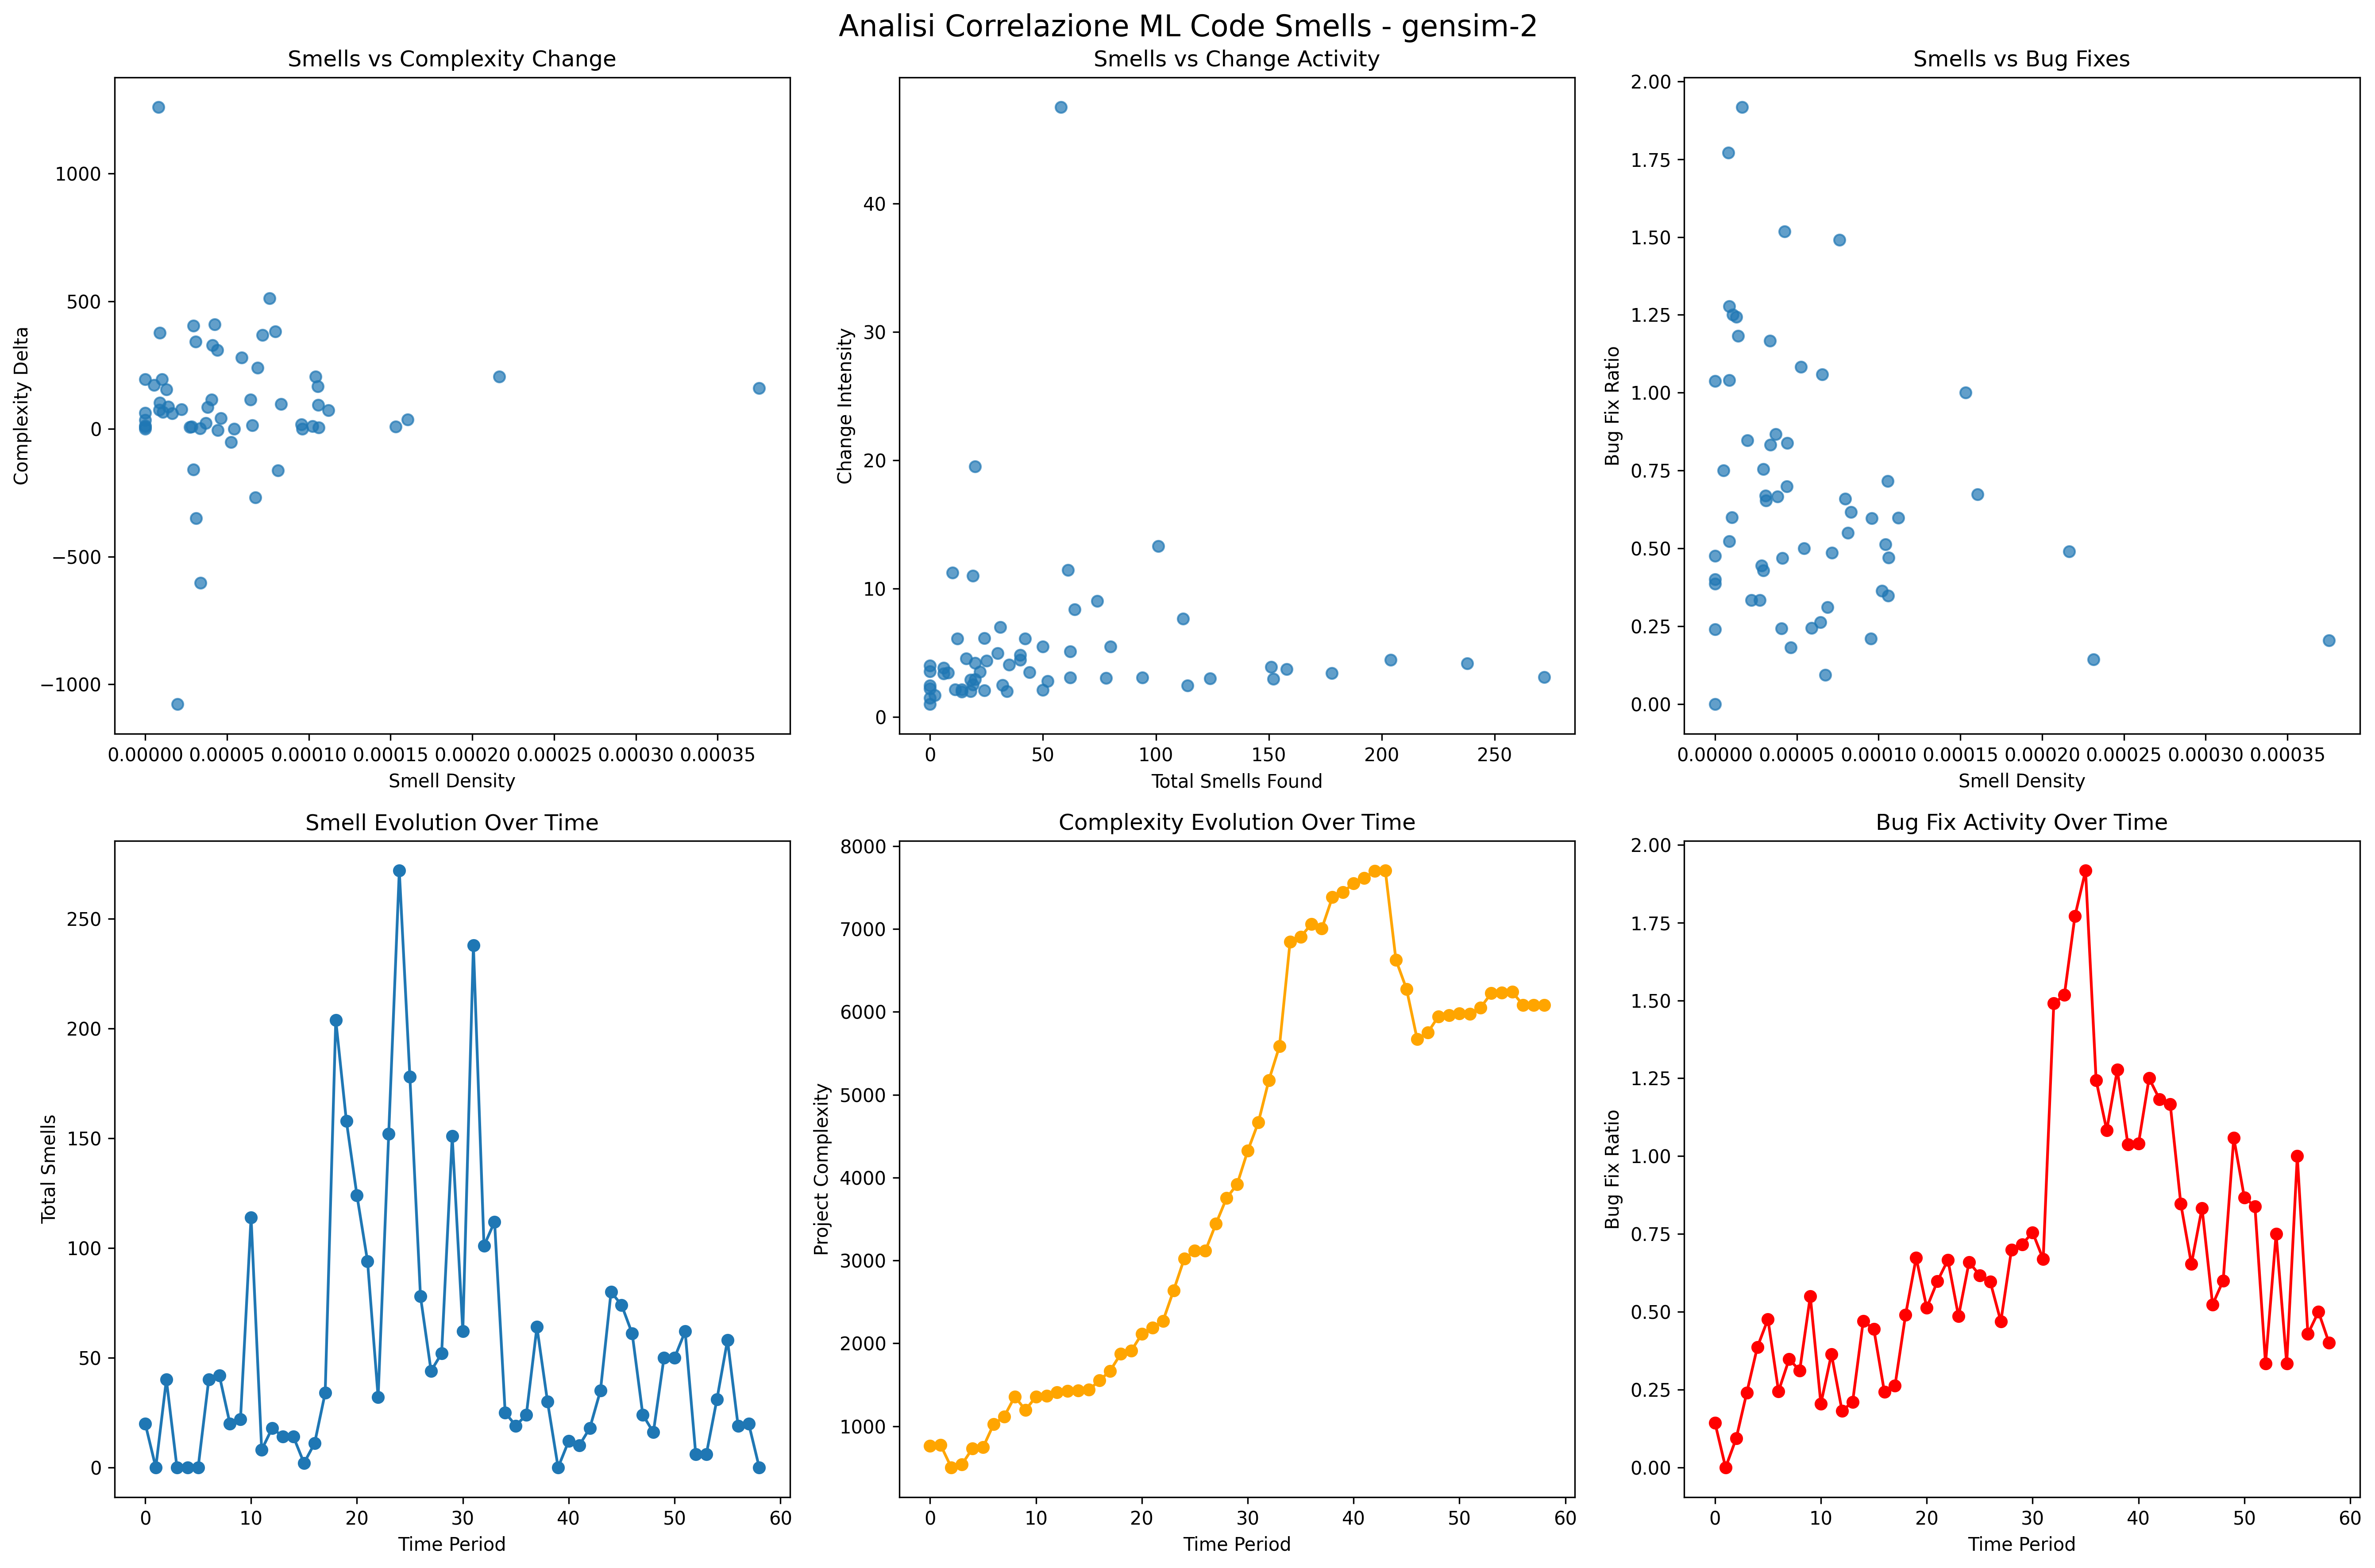 Analisi Correlazione ML Code Smells - gensim-2
Smells vs Complexity Change
Complexity Delta
1000
500
0
−500
−1000
0.00000 0.00005 0.00010 0.00015 0.00020 0.00025 0.00030 0.00035
Smell Density
Smells vs Change Activity
Change Intensity
40
30
20
10
0
0 50 100 150 200 250
Total Smells Found
Smells vs Bug Fixes
Bug Fix Ratio
2.00
1.75
1.50
1.25
1.00
0.75
0.50
0.25
0.00
0.00000 0.00005 0.00010 0.00015 0.00020 0.00025 0.00030 0.00035
Smell Density
Smell Evolution Over Time
Total Smells
250
200
150
100
50
0
0 10 20 30 40 50 60
Time Period
Complexity Evolution Over Time
Project Complexity
8000
7000
6000
5000
4000
3000
2000
1000
0 10 20 30 40 50 60
Time Period
Bug Fix Activity Over Time
Bug Fix Ratio
2.00
1.75
1.50
1.25
1.00
0.75
0.50
0.25
0.00
0 10 20 30 40 50 60
Time Period